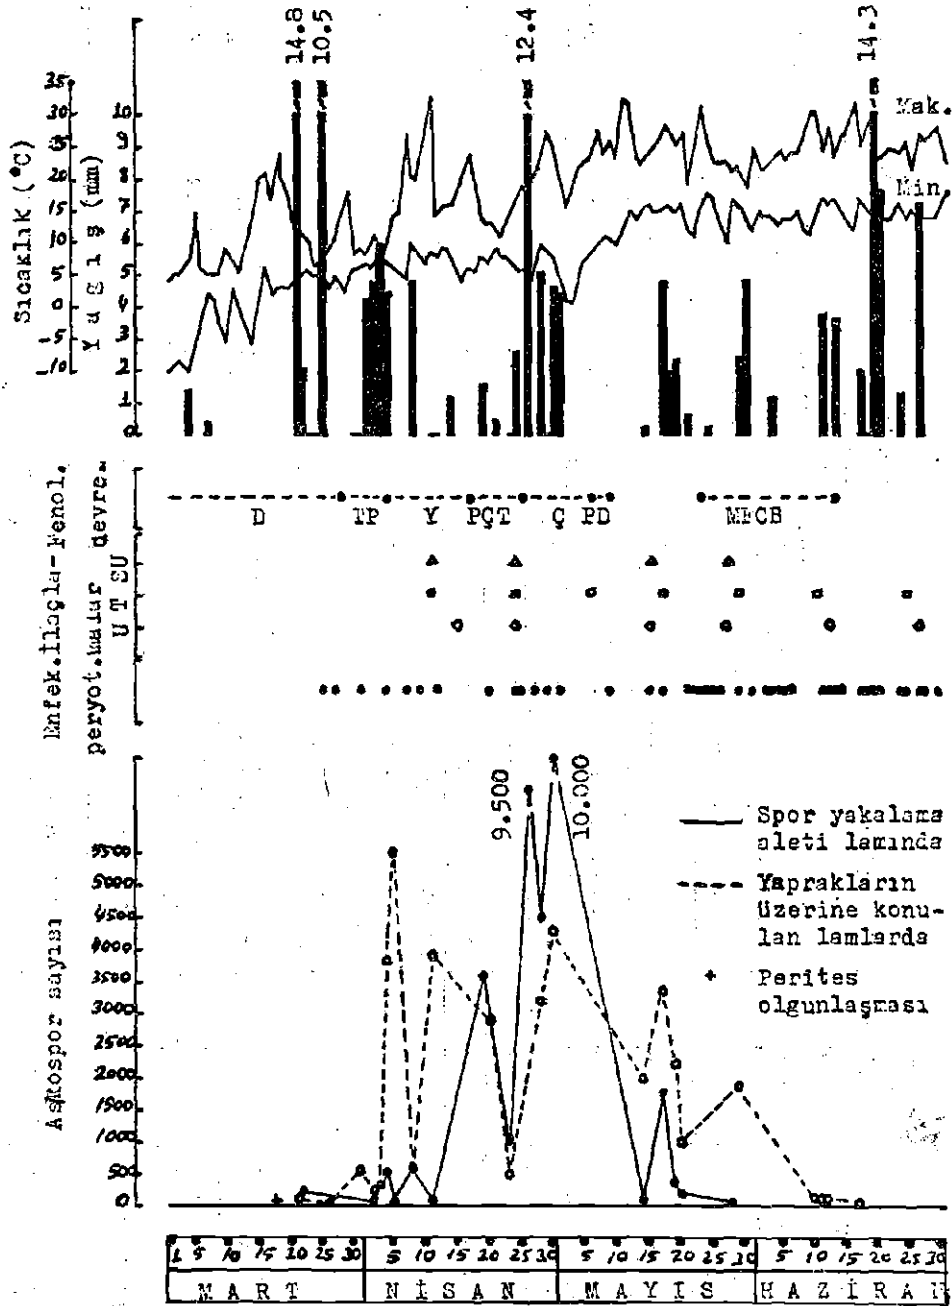 14.8
10.5
12.4
14.3
Sıcaklık (°C)
35
30
25
20
15
10
5
0
-5
-10
Yağış (mm)
10
9
8
7
6
5
4
3
2
1
0
Mak.
Min.
Enfek. İlaçla- Fenol.
peryot. malar devre.
U T SU
D TP Y PÇT Ç PD MBÇB
Askospor sayısı
9.500
10.000
5500
5000
4500
4000
3500
3000
2500
2000
1500
1000
500
0
Spor yakalama
aleti lamında
Yaprakların
üzerine konu-
lan lamlarda
Perites
olgunlaşması
1 5 10 15 20 25 30 5 10 15 20 25 30 5 10 15 20 25 30 5 10 15 20 25 30
MART NİSAN MAYIS HAZİRAN